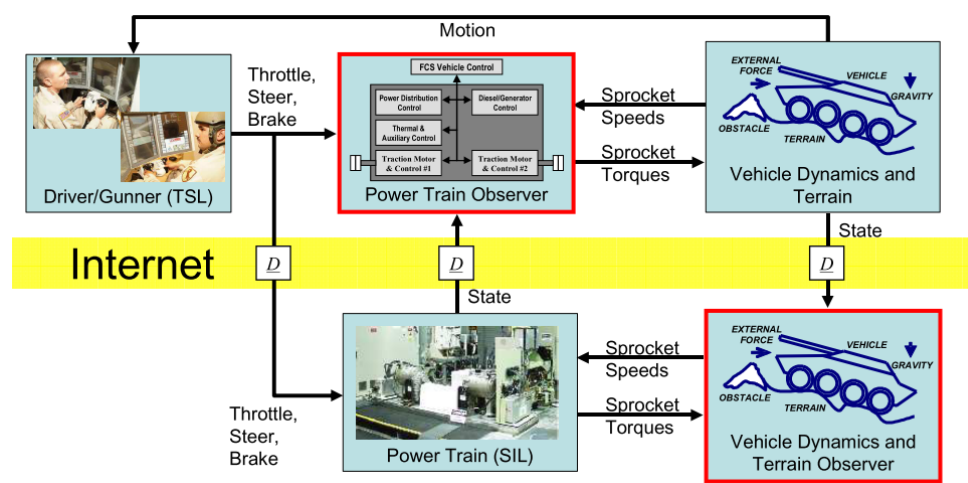 Motion
Throttle,
Steer,
Brake
Driver/Gunner (TSL)
FCS Vehicle Control
Power Distribution
Control
Diesel/Generator
Control
Thermal &
Auxiliary Control
Traction Motor
& Control #1
Traction Motor
& Control #2
Power Train Observer
Sprocket
Speeds
Sprocket
Torques
EXTERNAL
FORCE
VEHICLE
GRAVITY
OBSTACLE
TERRAIN
Vehicle Dynamics and
Terrain
State
Internet
D
D
D
State
Throttle,
Steer,
Brake
Power Train (SIL)
Sprocket
Speeds
Sprocket
Torques
EXTERNAL
FORCE
VEHICLE
GRAVITY
OBSTACLE
TERRAIN
Vehicle Dynamics and
Terrain Observer